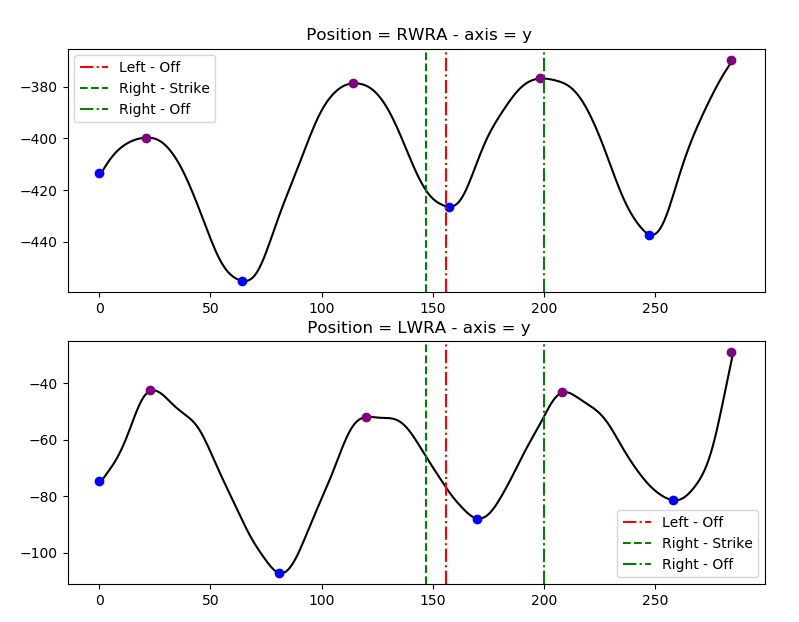 Position = RWRA - axis = y
Left - Off
Right - Strike
Right - Off
−380
−400
−420
−440
0 50 100 150 200 250
Position = LWRA - axis = y
−40
−60
−80
−100
Left - Off
Right - Strike
Right - Off
0 50 100 150 200 250